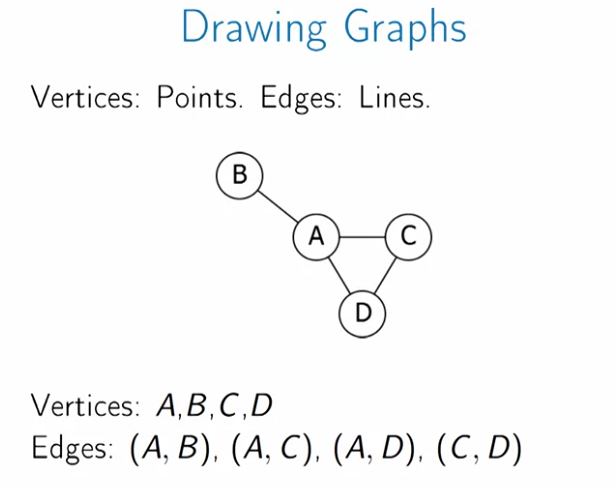 Drawing Graphs
Vertices: Points. Edges: Lines.
B
A
C
D
Vertices: A,B,C,D
Edges: (A, B), (A, C), (A, D), (C, D)